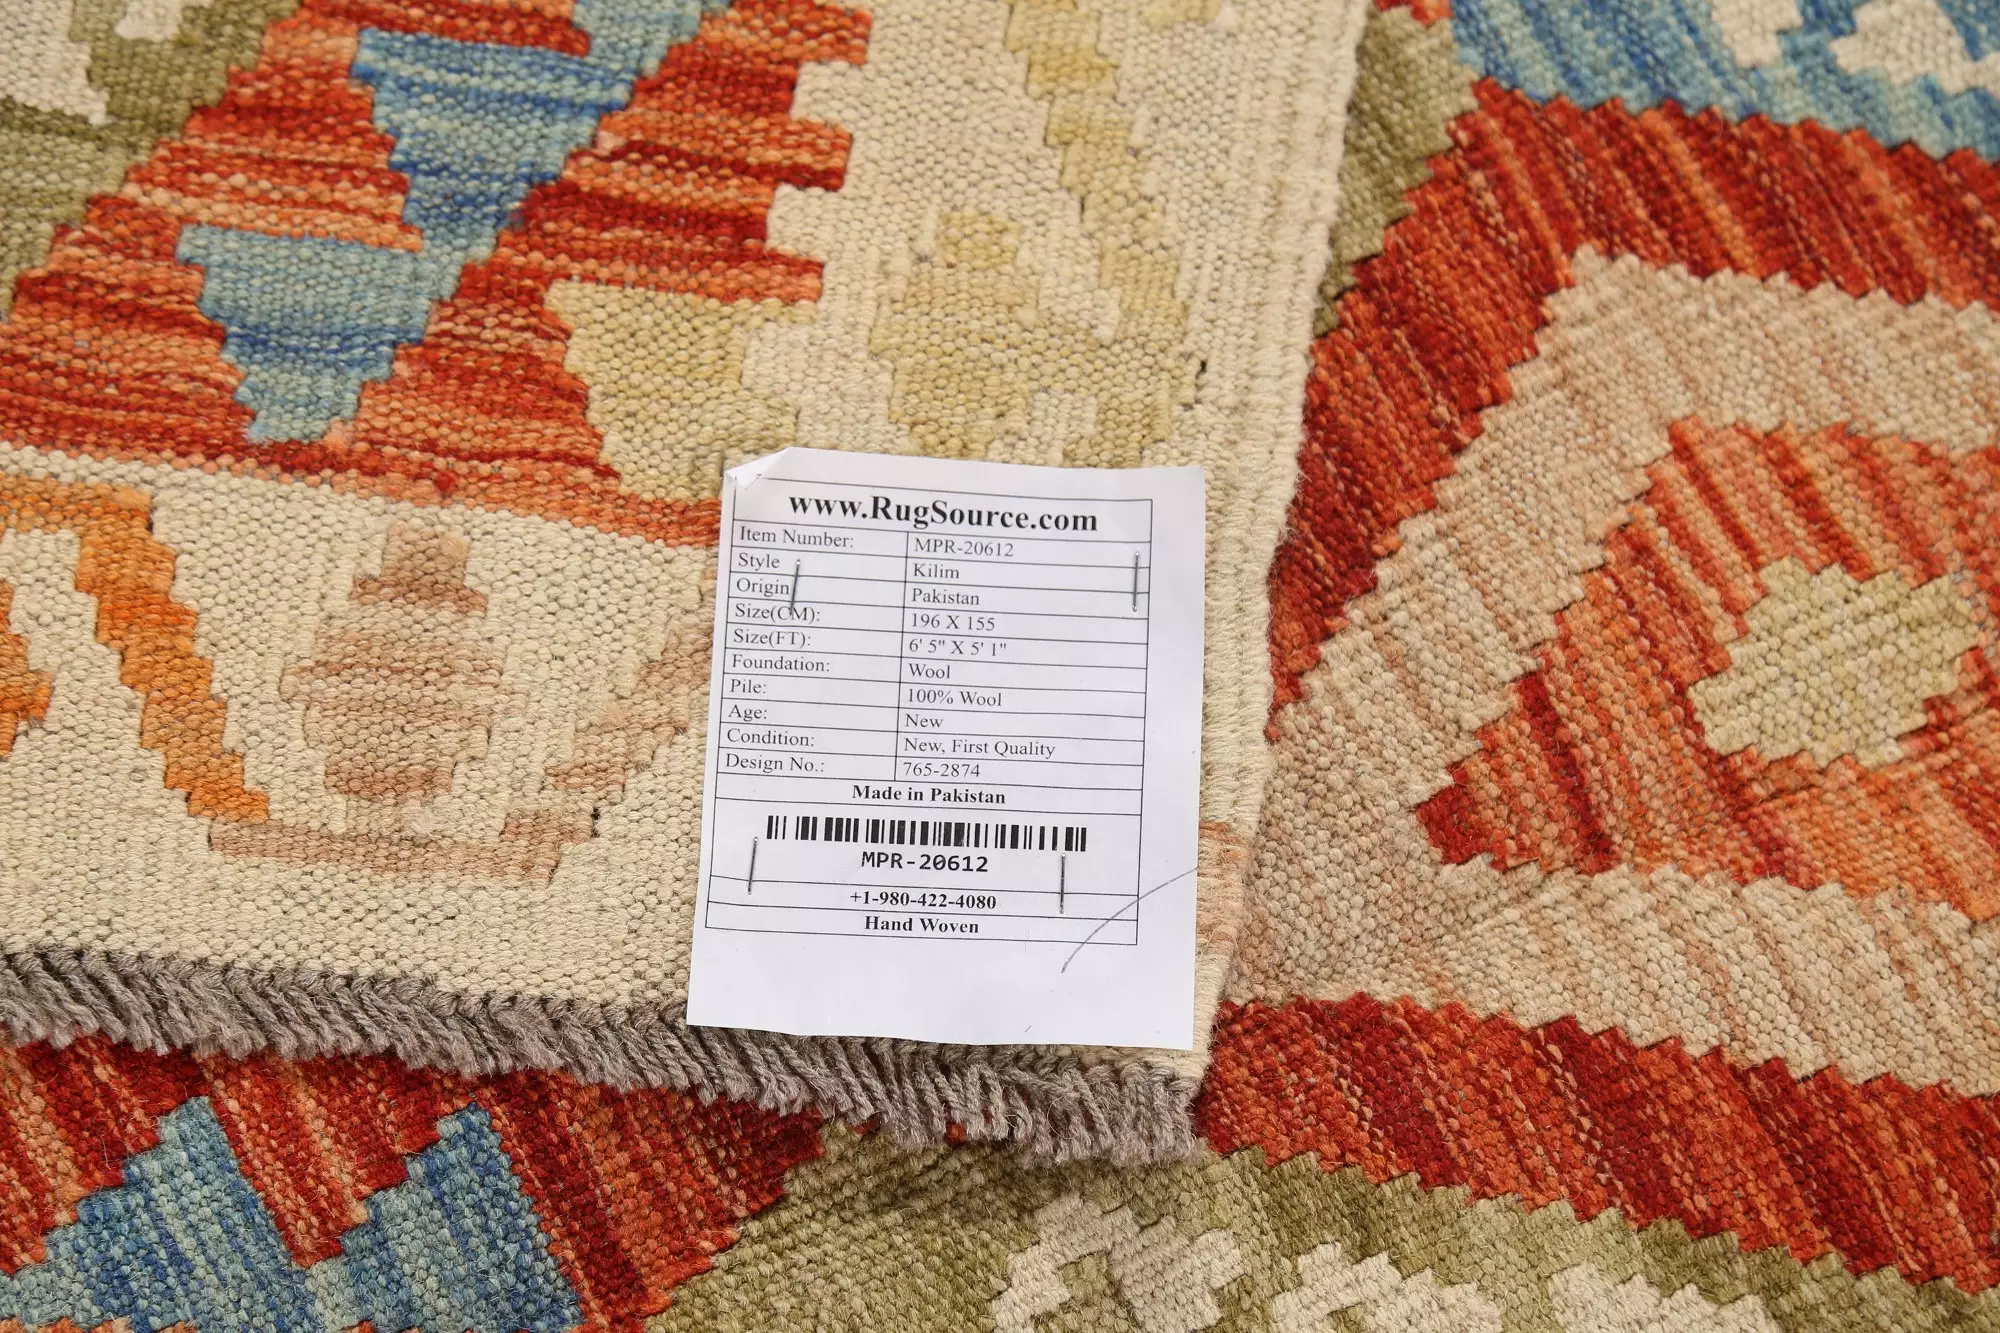 www.RugSource.com
Item Number: MPR-20612
Style Kilim
Origin Pakistan
Size(CM): 196 X 155
Size(FT): 6' 5" X 5' 1"
Foundation: Wool
Pile: 100% Wool
Age: New
Condition: New, First Quality
Design No.: 765-2874
Made in Pakistan
MPR-20612
+1-980-422-4080
Hand Woven